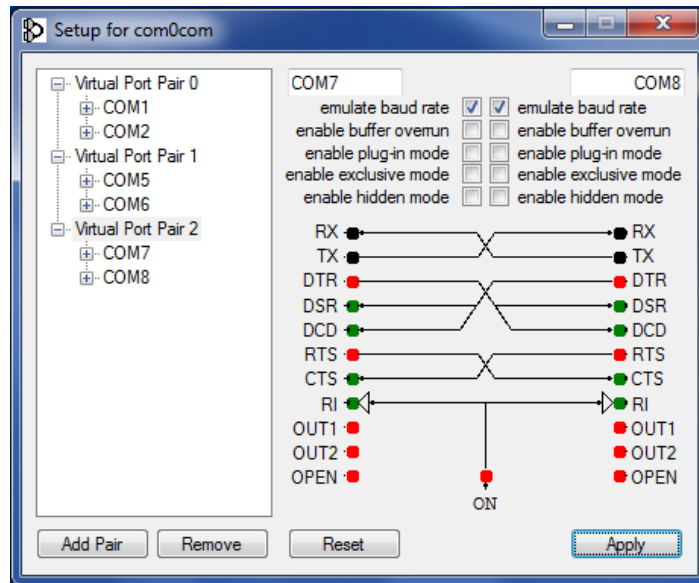 Setup for com0com
Virtual Port Pair 0
COM1
COM2
Virtual Port Pair 1
COM5
COM6
Virtual Port Pair 2
COM7
COM8
COM7 COM8
emulate baud rate emulate baud rate
enable buffer overrun enable buffer overrun
enable plug-in mode enable plug-in mode
enable exclusive mode enable exclusive mode
enable hidden mode enable hidden mode
RX RX
TX TX
DTR DTR
DSR DSR
DCD DCD
RTS RTS
CTS CTS
RI RI
OUT1 OUT1
OUT2 OUT2
OPEN OPEN
ON
Add Pair Remove Reset Apply